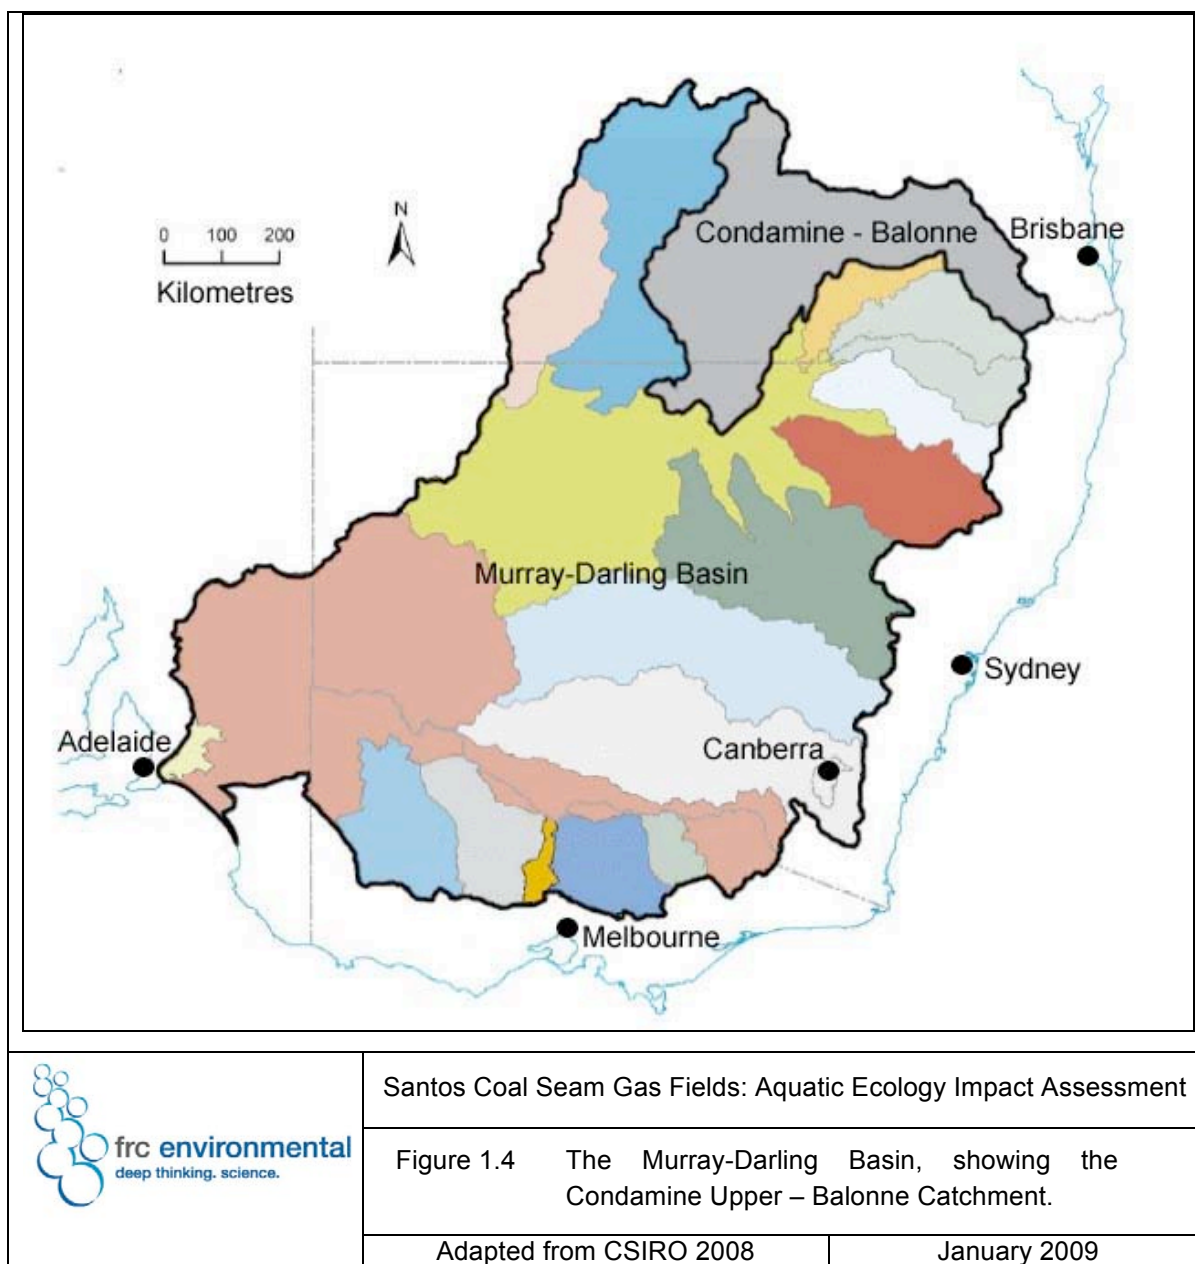 Condamine - Balonne
Brisbane
N
0 100 200
Kilometres
Murray-Darling Basin
Sydney
Adelaide
Canberra
Melbourne
frc environmental
deep thinking. science.
Santos Coal Seam Gas Fields: Aquatic Ecology Impact Assessment
Figure 1.4 The Murray-Darling Basin, showing the
Condamine Upper – Balonne Catchment.
Adapted from CSIRO 2008
January 2009